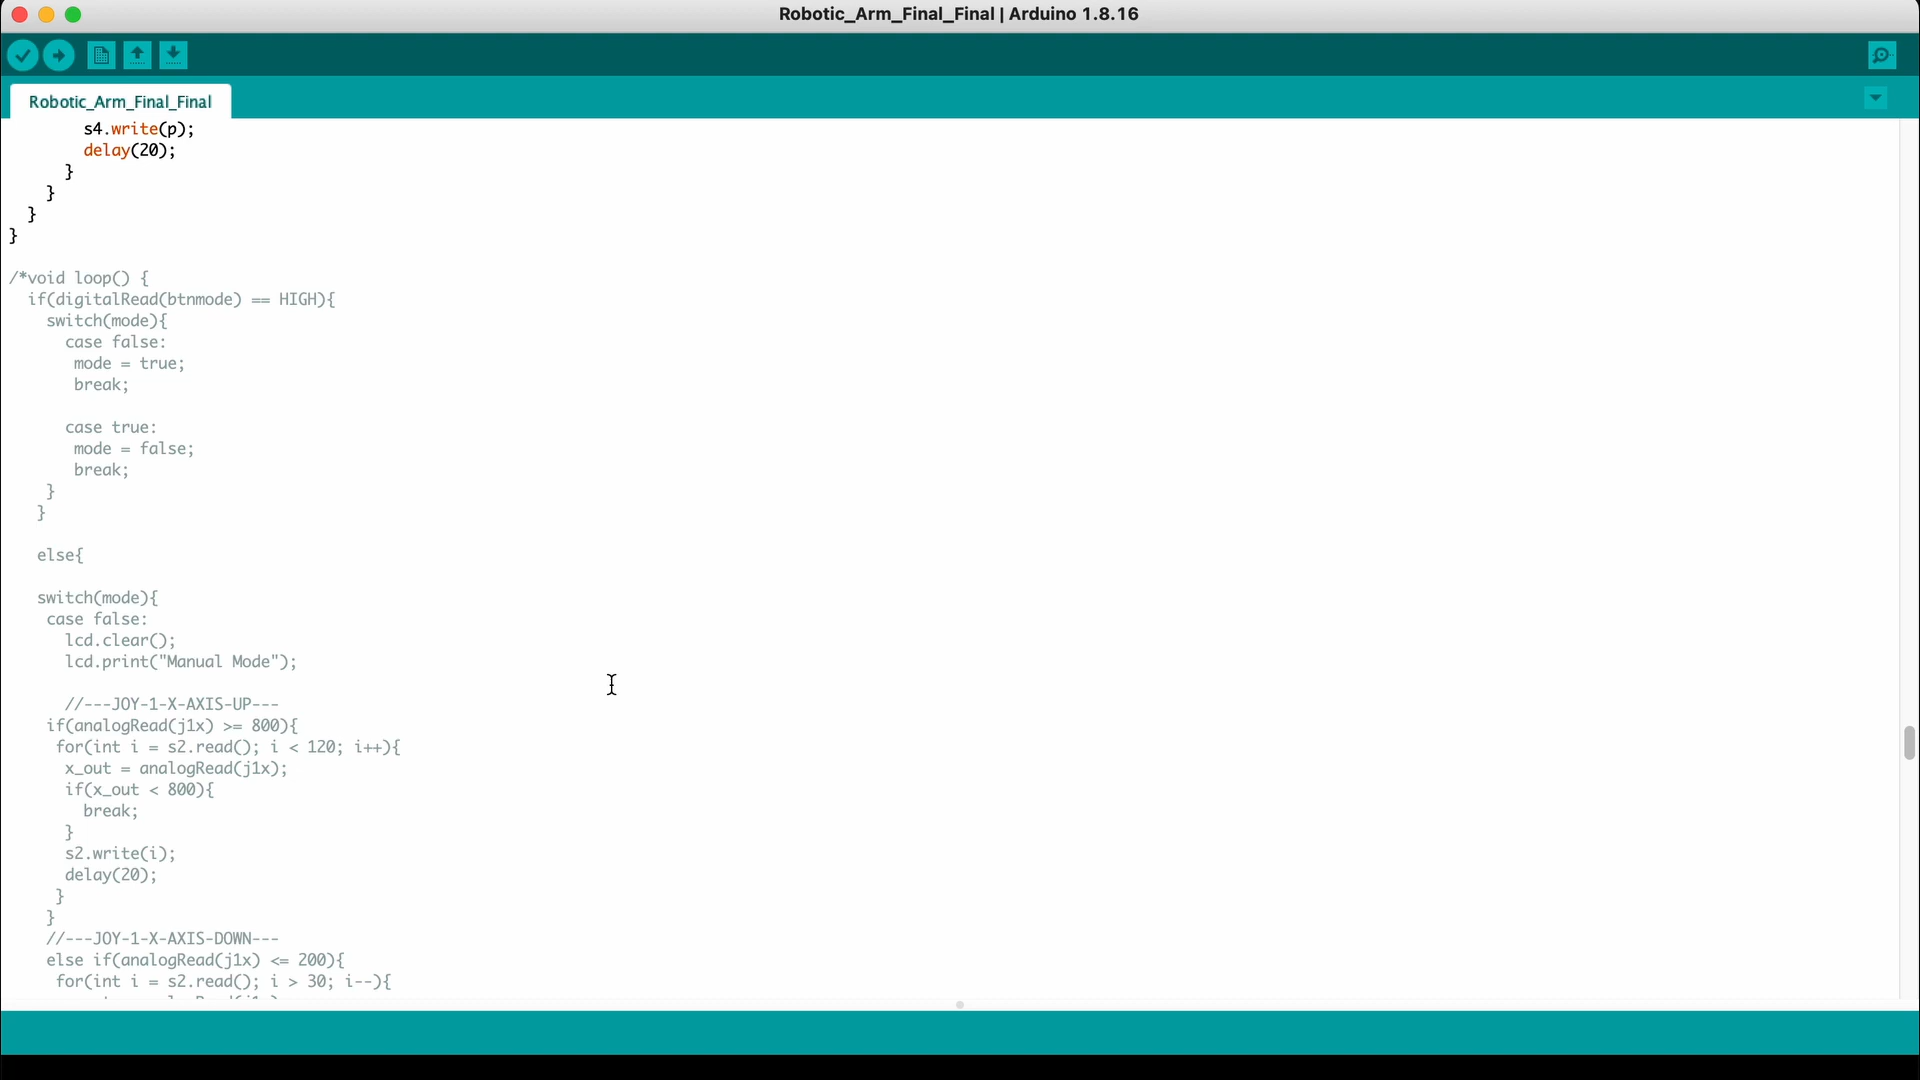 Robotic_Arm_Final_Final | Arduino 1.8.16
Robotic_Arm_Final_Final
s4.write(p);
delay(20);
}
}
}
}
/*void loop() {
if(digitalRead(btnmode) == HIGH){
switch(mode){
case false:
mode = true;
break;
case true:
mode = false;
break;
}
}
else{
switch(mode){
case false:
lcd.clear();
lcd.print("Manual Mode");
//---JOY-1-X-AXIS-UP---
if(analogRead(j1x) >= 800){
for(int i = s2.read(); i < 120; i++){
x_out = analogRead(j1x);
if(x_out < 800){
break;
}
s2.write(i);
delay(20);
}
}
//---JOY-1-X-AXIS-DOWN---
else if(analogRead(j1x) <= 200){
for(int i = s2.read(); i > 30; i--){